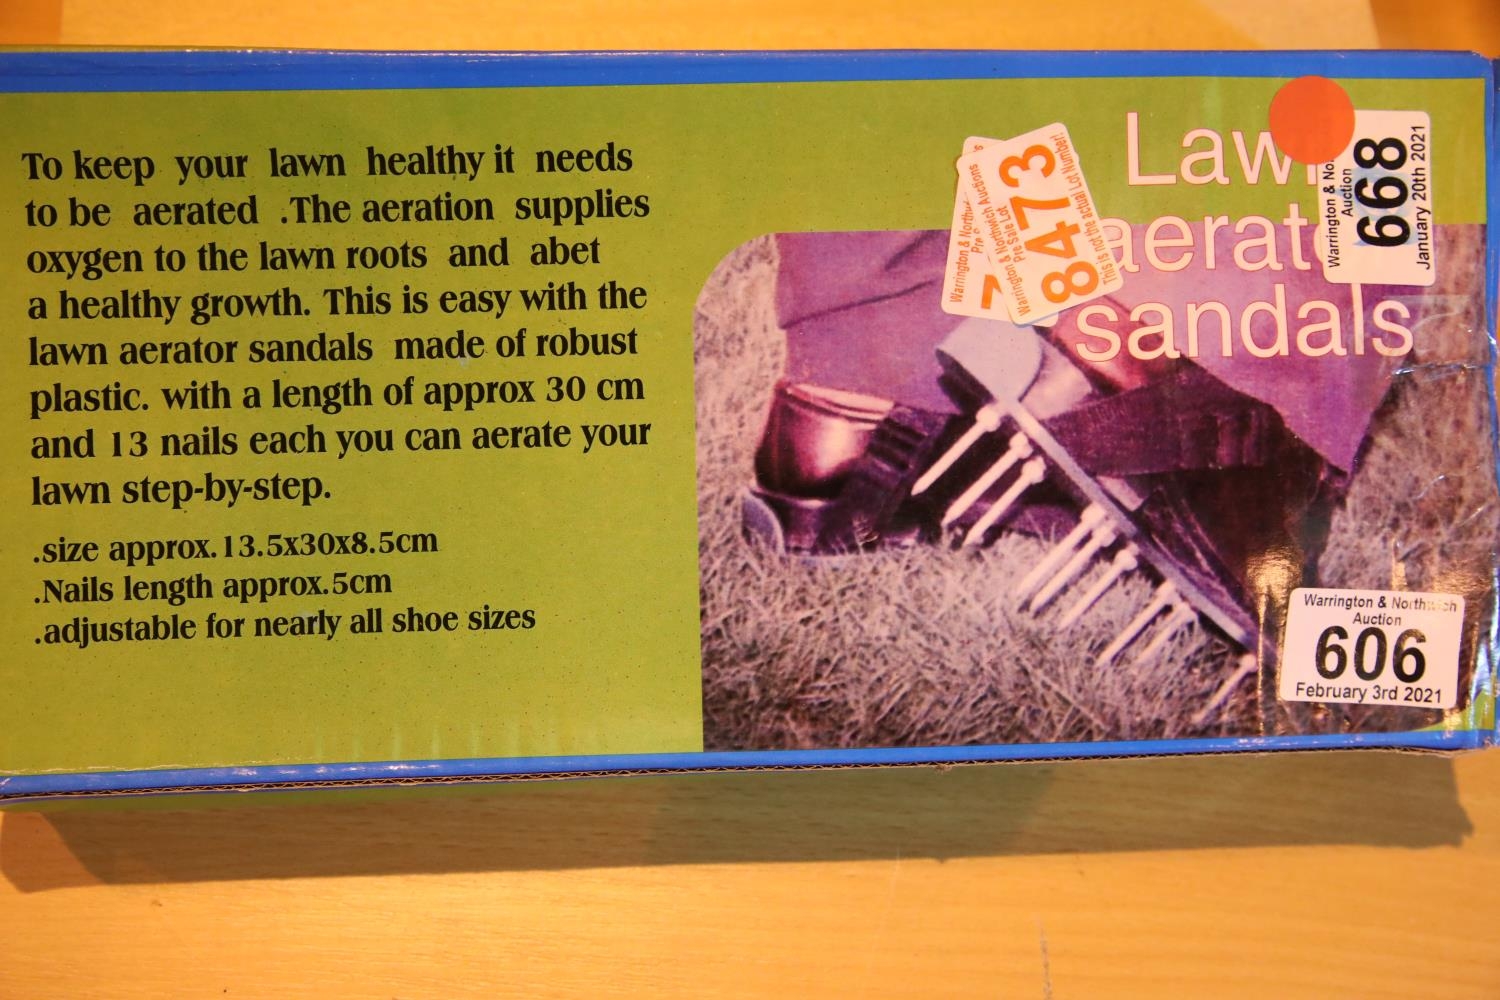 To keep your lawn healthy it needs
to be aerated .The aeration supplies
oxygen to the lawn roots and abet
a healthy growth. This is easy with the
lawn aerator sandals made of robust
plastic. with a length of approx 30 cm
and 13 nails each you can aerate your
lawn step-by-step.
.size approx.13.5x30x8.5cm
.Nails length approx.5cm
.adjustable for nearly all shoe sizes
sandals
Warrington & Northwich Auctions
Pre Sale Lot
8473
This is not the actual Lot Number!
Warrington &
Auction
668
January 20th 2021
Warrington & Northwich
Auction
606
February 3rd 2021